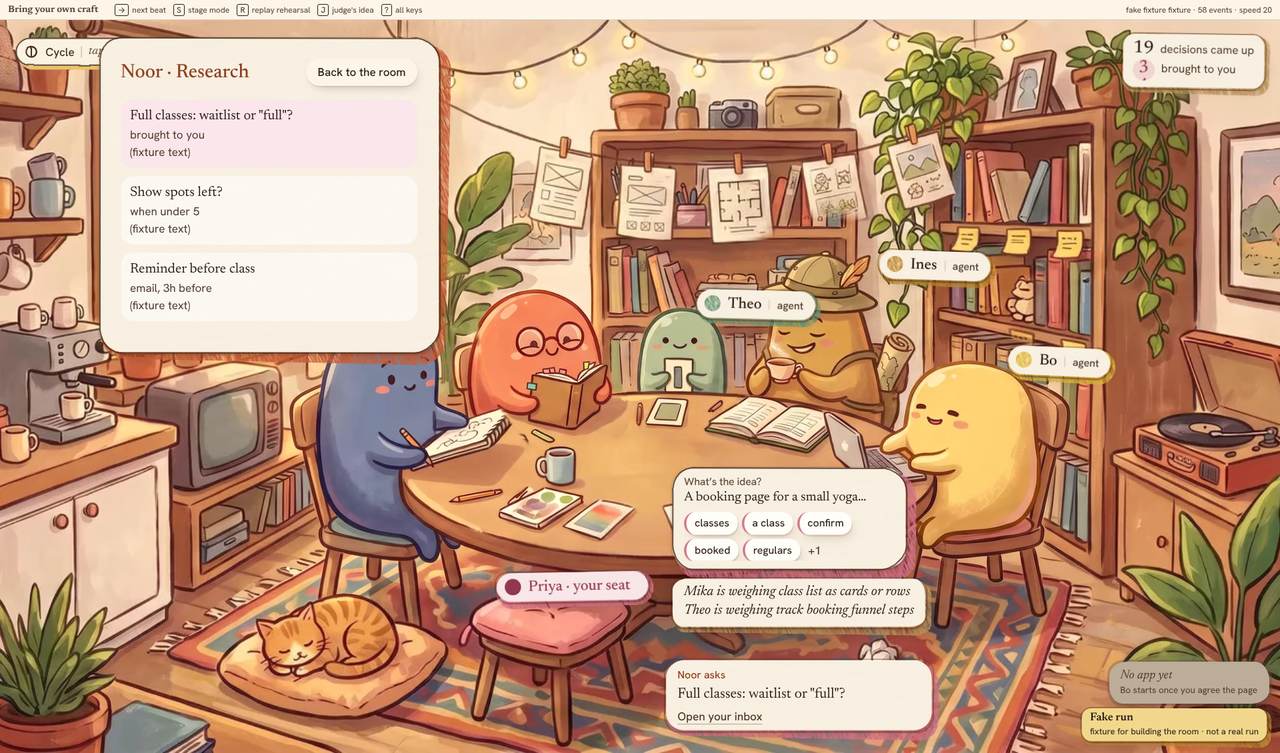 Bring your own craft
→ next beat
S stage mode
R replay rehearsal
J judge's idea
? all keys
fake fixture fixture · 58 events · speed 20
Cycle
Noor · Research
Back to the room
Full classes: waitlist or "full"?
brought to you
(fixture text)
Show spots left?
when under 5
(fixture text)
Reminder before class
email, 3h before
(fixture text)
19 decisions came up
3 brought to you
Ines agent
Theo agent
Bo agent
What's the idea?
A booking page for a small yoga...
classes a class confirm
booked regulars +1
Priya · your seat
Mika is weighing class list as cards or rows
Theo is weighing track booking funnel steps
Noor asks
Full classes: waitlist or "full"?
Open your inbox
No app yet
Bo starts once you agree the page
Fake run
fixture for building the room · not a real run